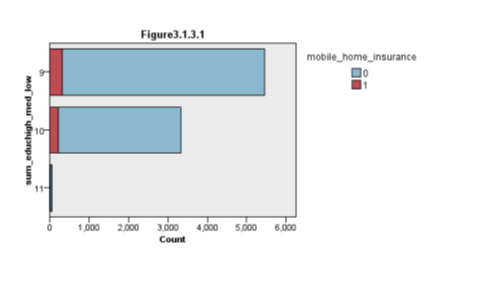 Figure3.1.3.1
mobile_home_insurance
0
1
sum_educhigh_med_low
9
10
11
0 1,000 2,000 3,000 4,000 5,000 6,000
Count